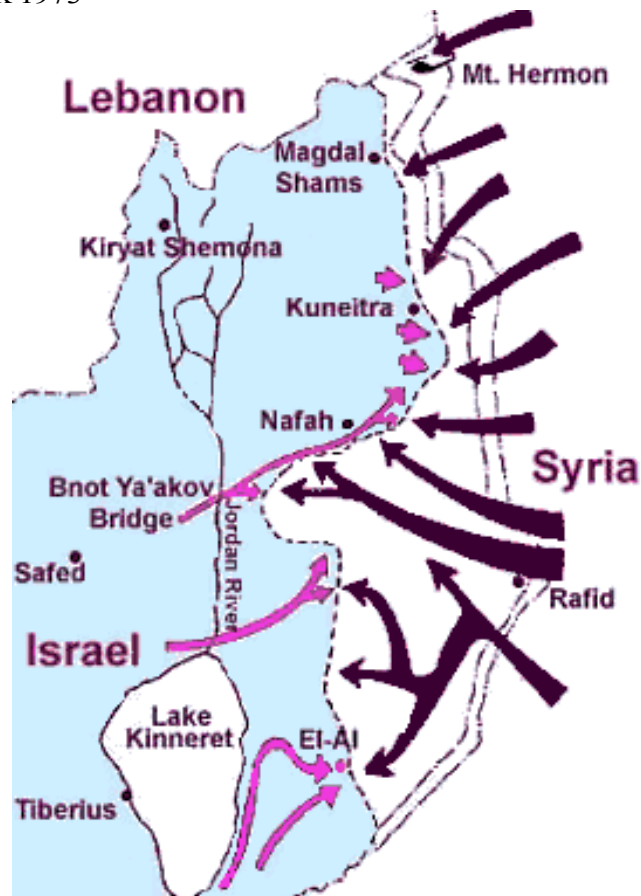 1973
Mt. Hermon
Lebanon
Magdal
Shams
Kiryat Shemona
Kuneitra
Nafah
Syria
Bnot Ya'akov
Bridge
Jordan River
Safed
Rafid
Israel
Lake
Kinneret
El-Al
Tiberius